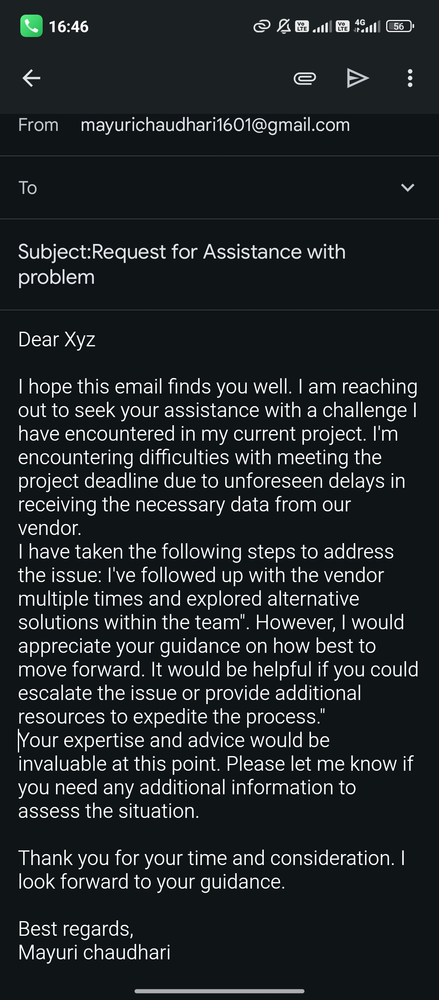 16:46
Vo LTE Vo LTE 4G 56
From mayurichaudhari1601@gmail.com
To
Subject:Request for Assistance with
problem
Dear Xyz
I hope this email finds you well. I am reaching
out to seek your assistance with a challenge I
have encountered in my current project. I'm
encountering difficulties with meeting the
project deadline due to unforeseen delays in
receiving the necessary data from our
vendor.
I have taken the following steps to address
the issue: I've followed up with the vendor
multiple times and explored alternative
solutions within the team". However, I would
appreciate your guidance on how best to
move forward. It would be helpful if you could
escalate the issue or provide additional
resources to expedite the process."
Your expertise and advice would be
invaluable at this point. Please let me know if
you need any additional information to
assess the situation.
Thank you for your time and consideration. I
look forward to your guidance.
Best regards,
Mayuri chaudhari